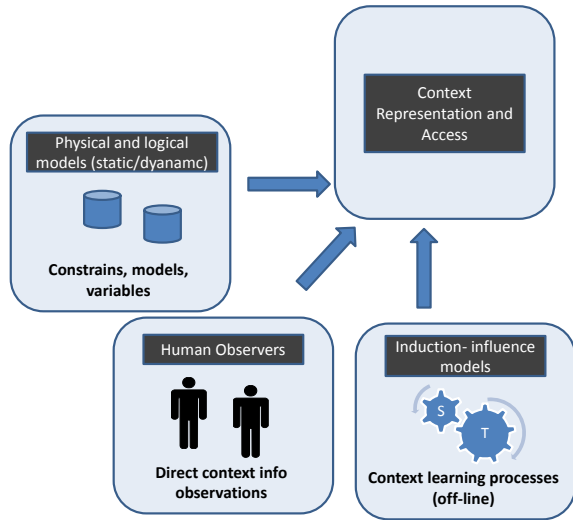 Context
Representation and
Access
Physical and logical
models (static/dyanamc)
Constrains, models,
variables
Human Observers
Direct context info
observations
Induction- influence
models
S
T
Context learning processes
(off-line)